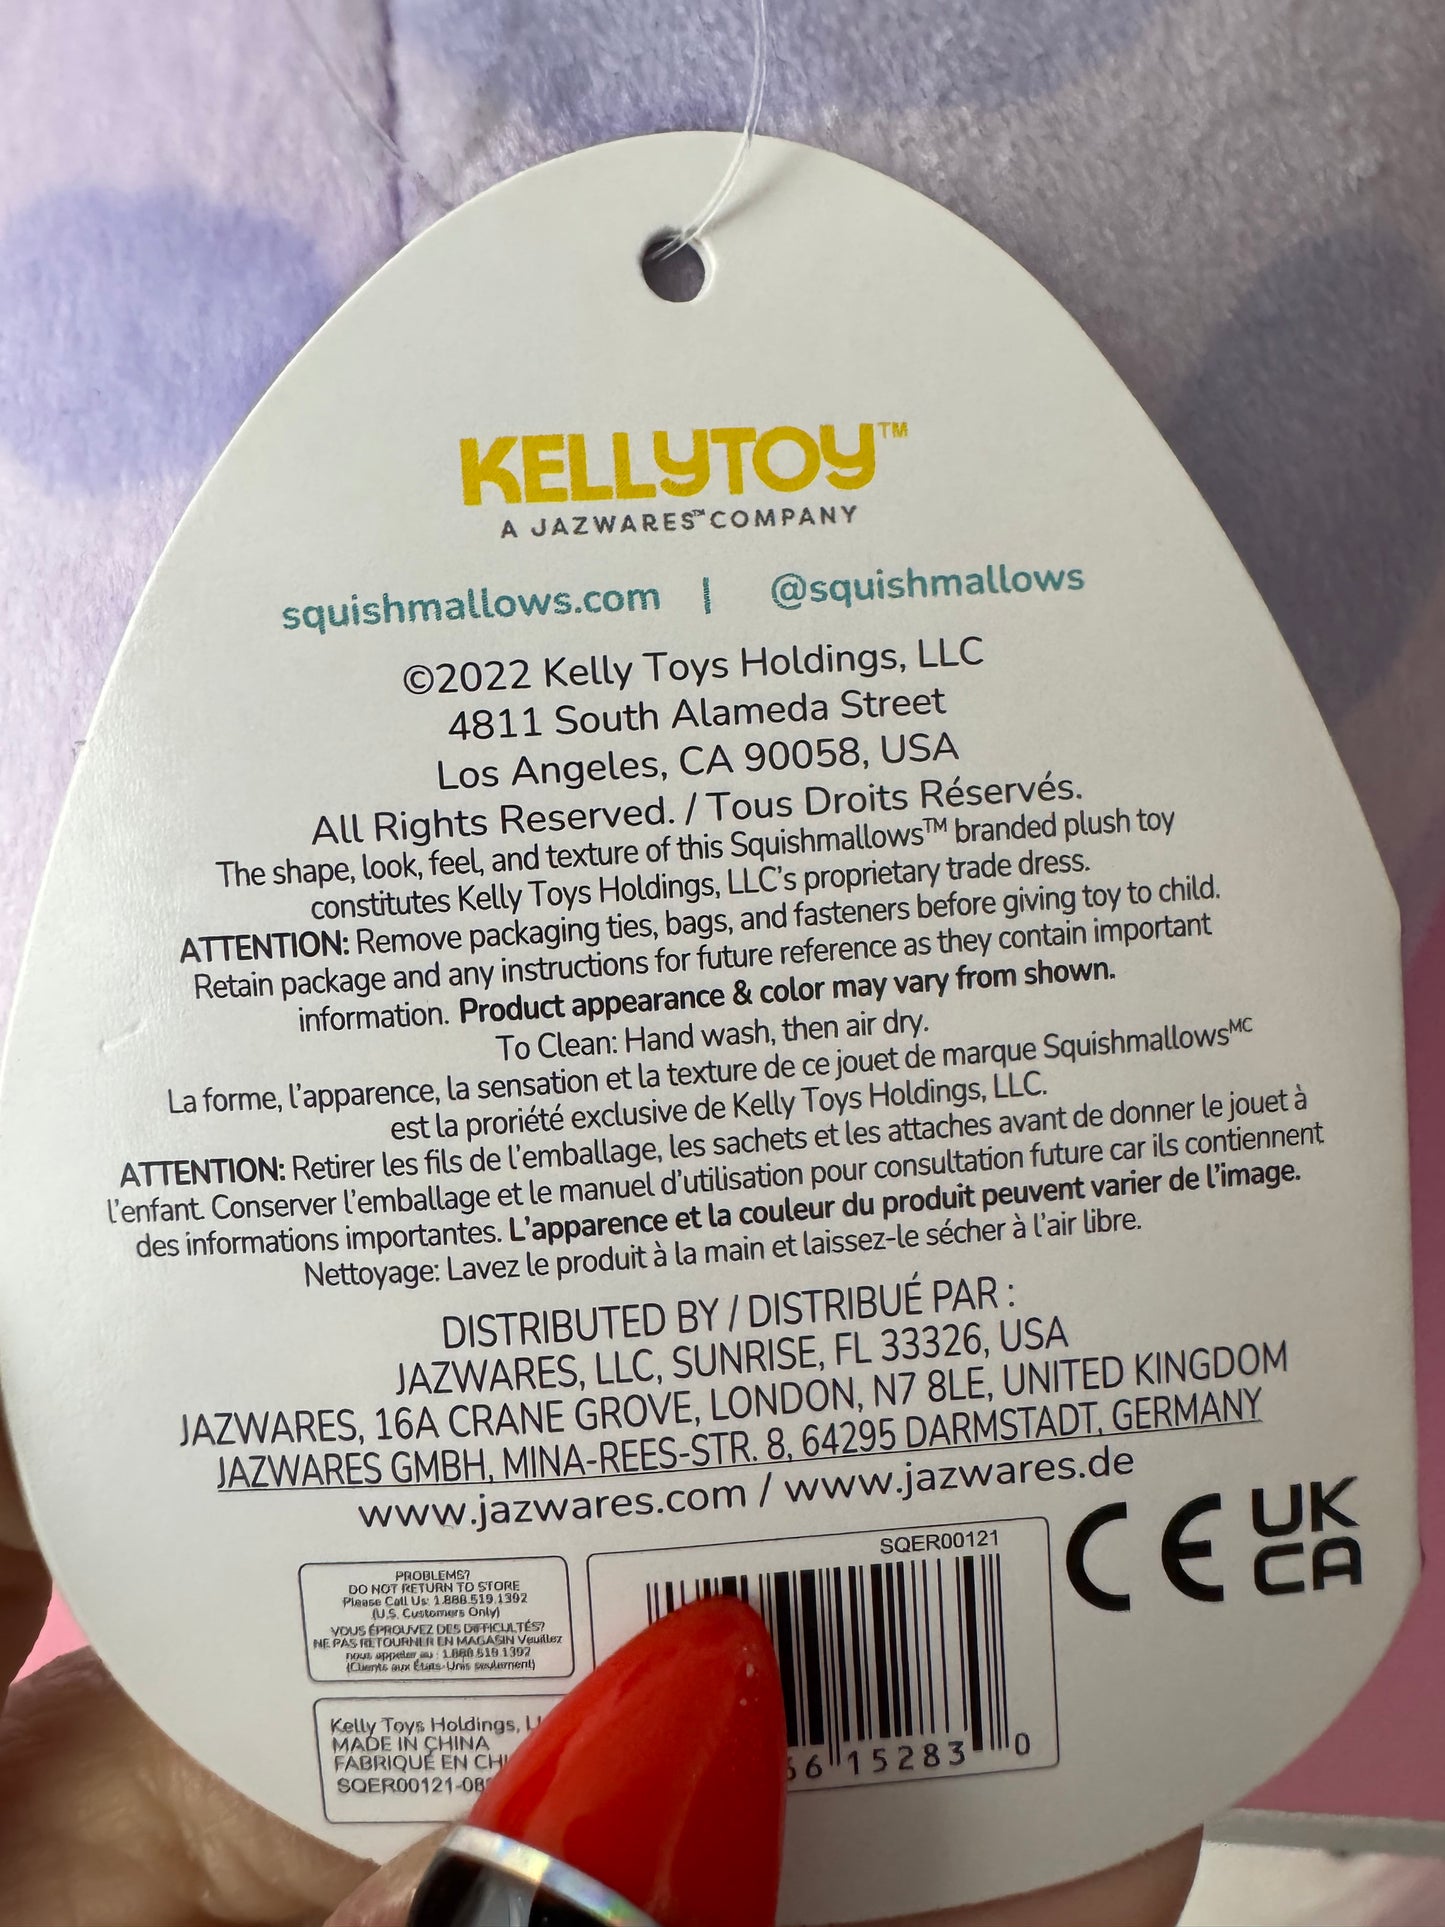 KELLYTOY™
A JAZWARES™ COMPANY
squishmallows.com | @squishmallows
©2022 Kelly Toys Holdings, LLC
4811 South Alameda Street
Los Angeles, CA 90058, USA
All Rights Reserved. / Tous Droits Réservés.
The shape, look, feel, and texture of this Squishmallows™ branded plush toy
constitutes Kelly Toys Holdings, LLC's proprietary trade dress.
ATTENTION: Remove packaging ties, bags, and fasteners before giving toy to child.
Retain package and any instructions for future reference as they contain important
information. Product appearance & color may vary from shown.
To Clean: Hand wash, then air dry.
La forme, l'apparence, la sensation et la texture de ce jouet de marque Squishmallowsᴹᶜ
est la proriété exclusive de Kelly Toys Holdings, LLC.
ATTENTION: Retirer les fils de l'emballage, les sachets et les attaches avant de donner le jouet à
l'enfant. Conserver l'emballage et le manuel d'utilisation pour consultation future car ils contiennent
des informations importantes. L'apparence et la couleur du produit peuvent varier de l'image.
Nettoyage: Lavez le produit à la main et laissez-le sécher à l'air libre.
DISTRIBUTED BY / DISTRIBUÉ PAR :
JAZWARES, LLC, SUNRISE, FL 33326, USA
JAZWARES, 16A CRANE GROVE, LONDON, N7 8LE, UNITED KINGDOM
JAZWARES GMBH, MINA-REES-STR. 8, 64295 DARMSTADT, GERMANY
www.jazwares.com / www.jazwares.de
CE UK
CA
PROBLEMS?
DO NOT RETURN TO STORE
Please Call Us: 1.888.519.1392
(U.S. Customers Only)
VOUS ÉPROUVEZ DES DIFFICULTÉS?
NE PAS RETOURNER EN MAGASIN Veuillez
nous appeler au : 1.888.519.1392
(Clients aux États-Unis seulement)
SQER00121
6 15283 0
Kelly Toys Holdings,
MADE IN CHINA
FABRIQUÉ EN
SQER00121-08